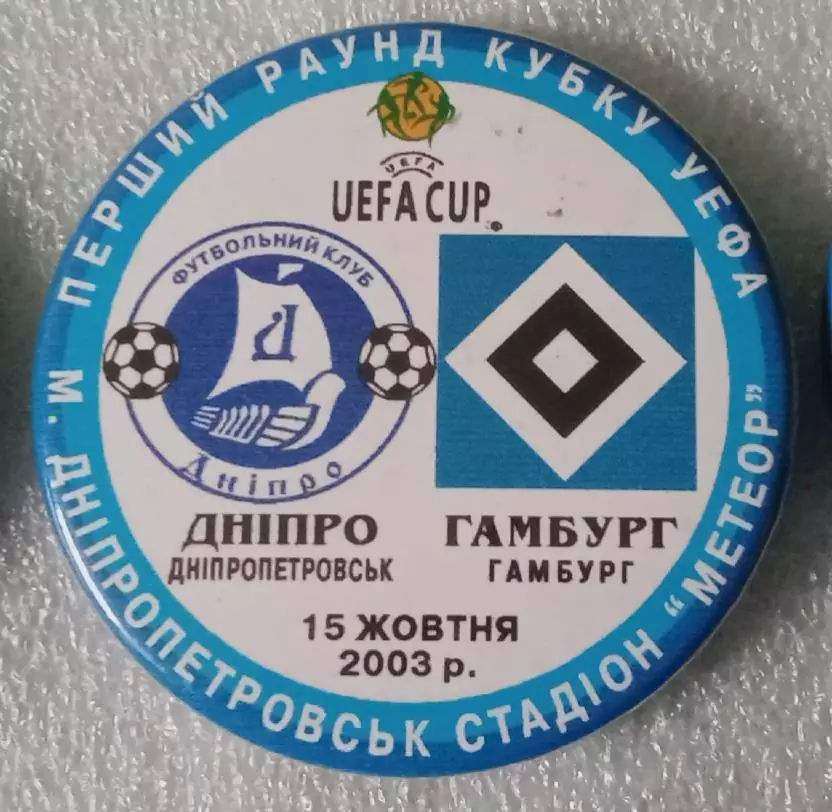 ПЕРШИЙ РАУНД КУБКУ УЕФА
UEFA
UEFA CUP
ФУТБОЛЬНИЙ КЛУБ
Д
Дніпро
ДНІПРО
ДНІПРОПЕТРОВСЬК
ГАМБУРГ
ГАМБУРГ
15 ЖОВТНЯ
2003 р.
М. ДНІПРОПЕТРОВСЬК СТАДІОН "МЕТЕОР"